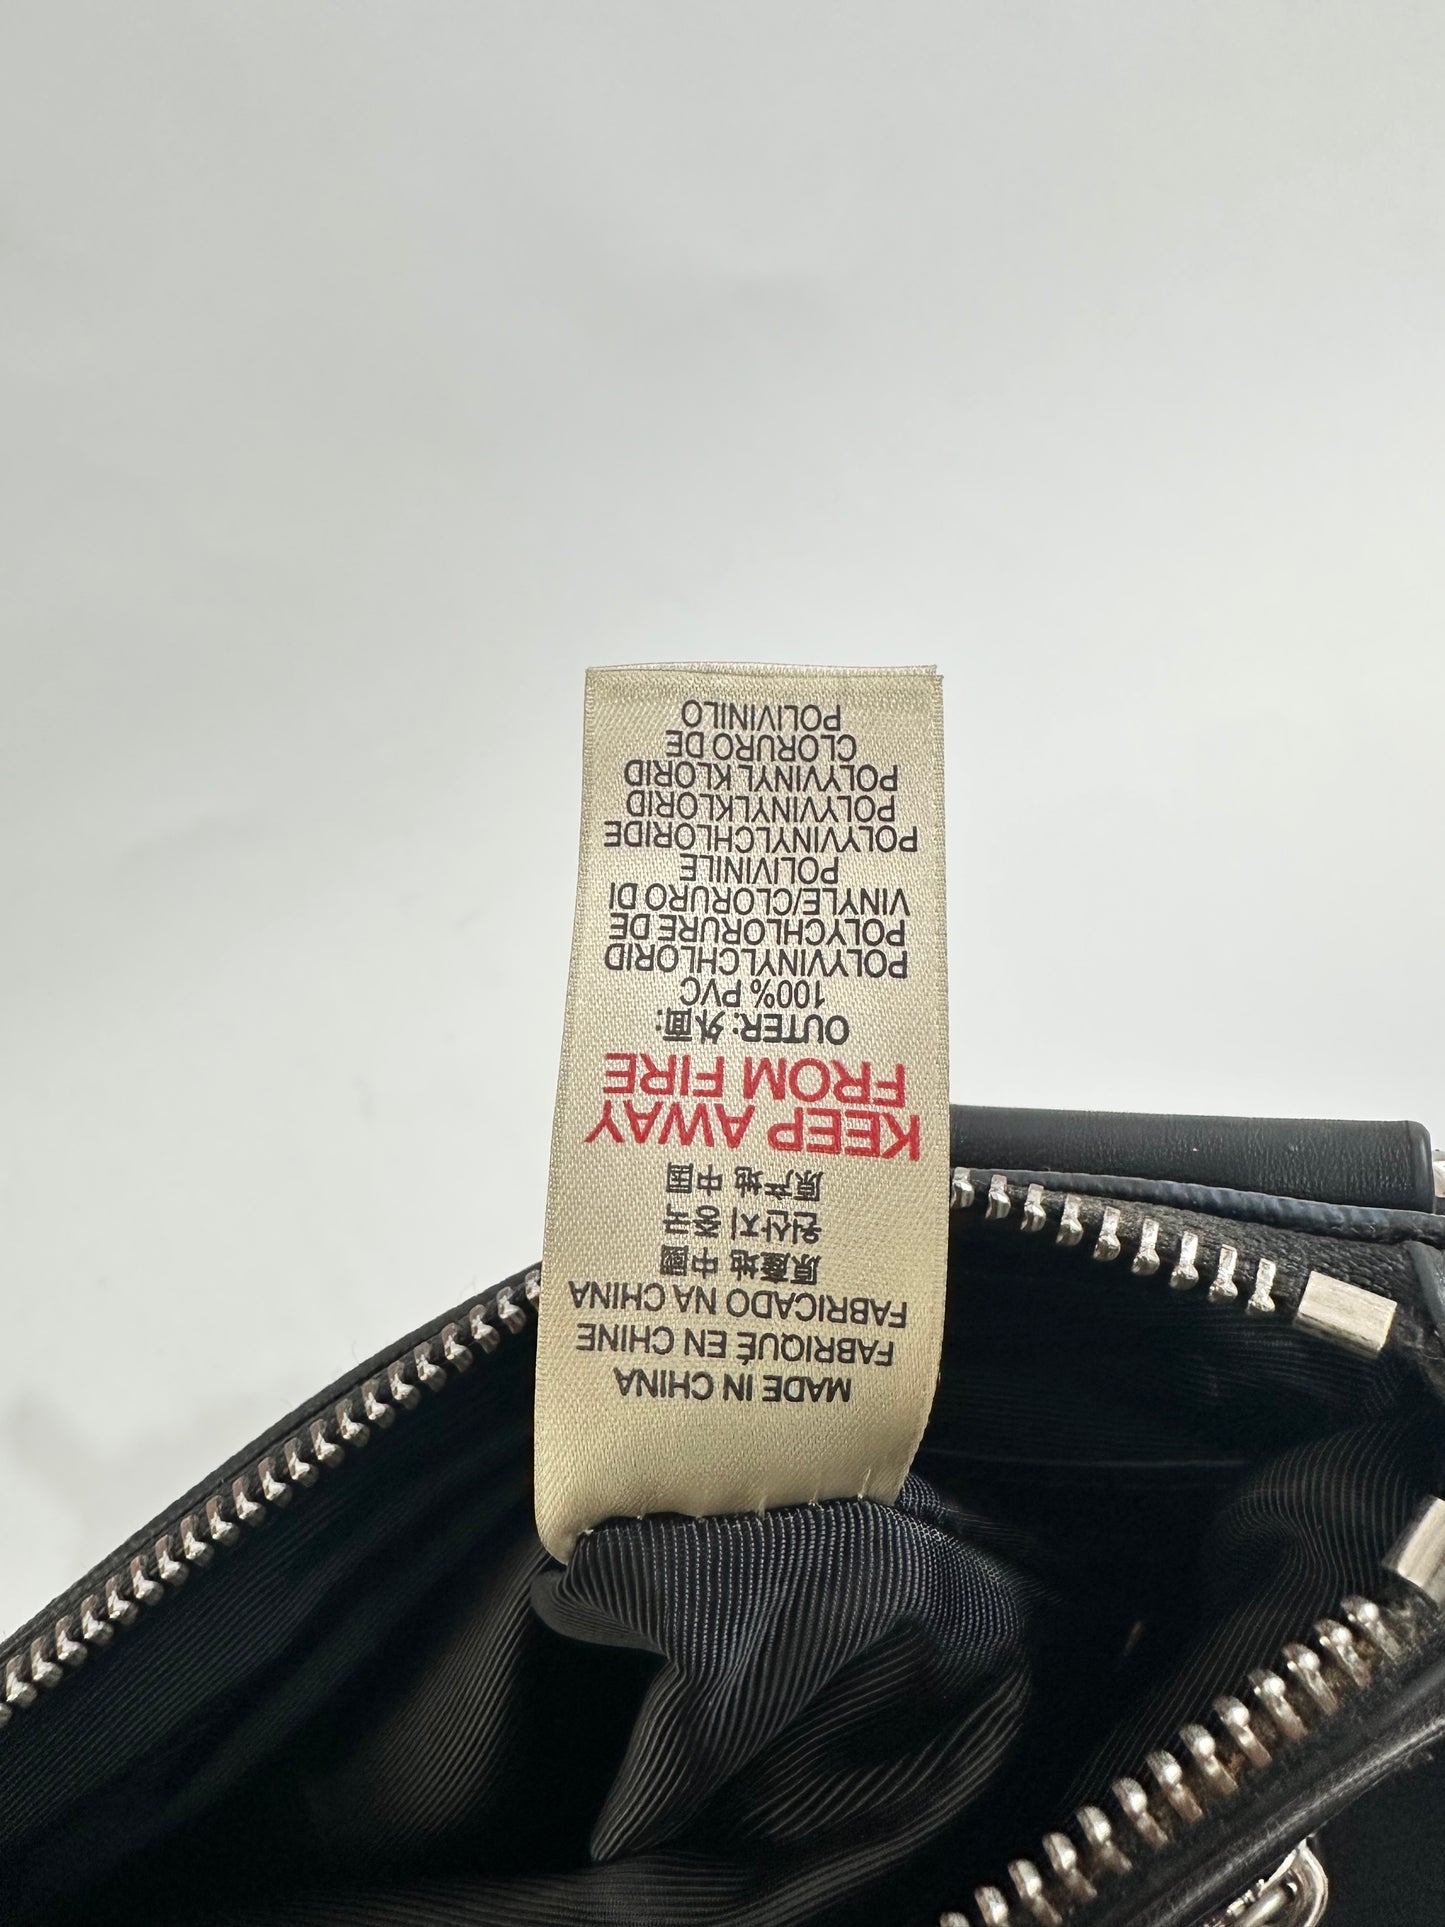 MADE IN CHINA
FABRIQUÉ EN CHINE
FABRICADO NA CHINA
原產地 中國
원산지 중국
原产地 中国
KEEP AWAY
FROM FIRE
OUTER: 外面:
100% PVC
POLYVINYLCHLORID
POLYCHLORURE DE
VINYLE/CLORURO DI
POLIVINILE
POLYVINYLCHLORIDE
POLYVINYLKLORID
POLYVINYL KLORID
CLORURO DE
POLIVINILO